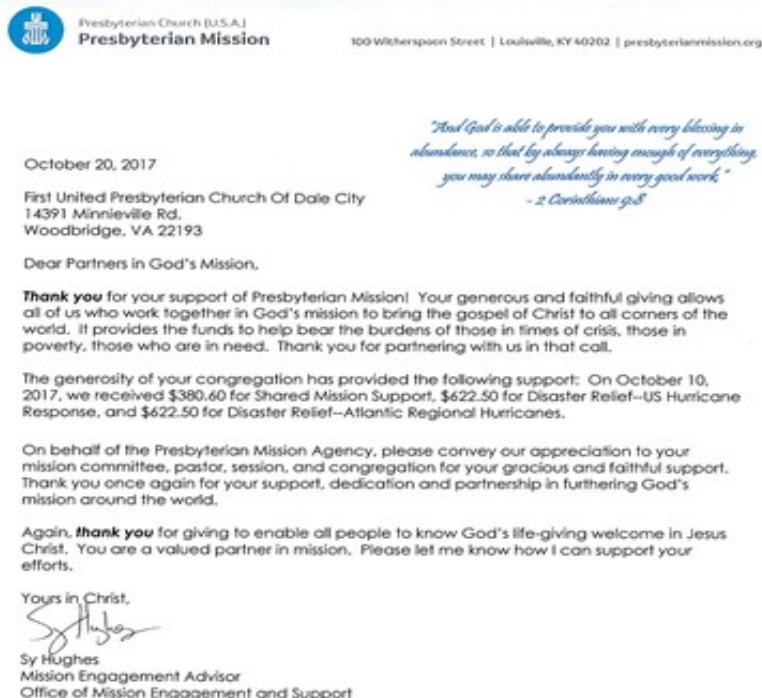 Presbyterian Church (U.S.A.)
Presbyterian Mission
100 Witherspoon Street | Louisville, KY 40202 | presbyterianmission.org
"And God is able to provide you with every blessing in
abundance, so that by always having enough of everything,
you may share abundantly in every good work."
- 2 Corinthians 9:8
October 20, 2017
First United Presbyterian Church Of Dale City
14391 Minnieville Rd.
Woodbridge, VA 22193
Dear Partners in God's Mission,
Thank you for your support of Presbyterian Mission! Your generous and faithful giving allows
all of us who work together in God's mission to bring the gospel of Christ to all corners of the
world. It provides the funds to help bear the burdens of those in times of crisis, those in
poverty, those who are in need. Thank you for partnering with us in that call.
The generosity of your congregation has provided the following support: On October 10,
2017, we received $380.60 for Shared Mission Support, $622.50 for Disaster Relief--US Hurricane
Response, and $622.50 for Disaster Relief--Atlantic Regional Hurricanes.
On behalf of the Presbyterian Mission Agency, please convey our appreciation to your
mission committee, pastor, session, and congregation for your gracious and faithful support.
Thank you once again for your support, dedication and partnership in furthering God's
mission around the world.
Again, thank you for giving to enable all people to know God's life-giving welcome in Jesus
Christ. You are a valued partner in mission. Please let me know how I can support your
efforts.
Yours in Christ,
Sy Hughes
Sy Hughes
Mission Engagement Advisor
Office of Mission Engagement and Support